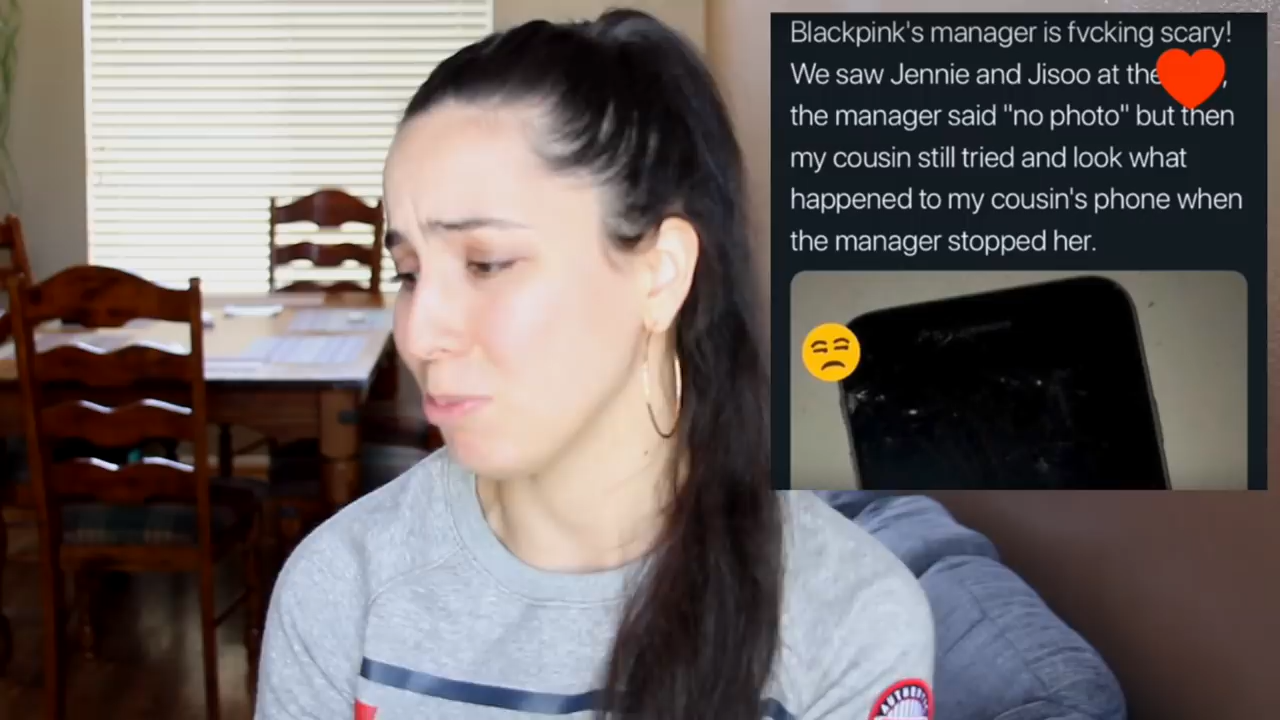 Blackpink's manager is fvcking scary!
We saw Jennie and Jisoo at the ,
the manager said "no photo" but then
my cousin still tried and look what
happened to my cousin's phone when
the manager stopped her.